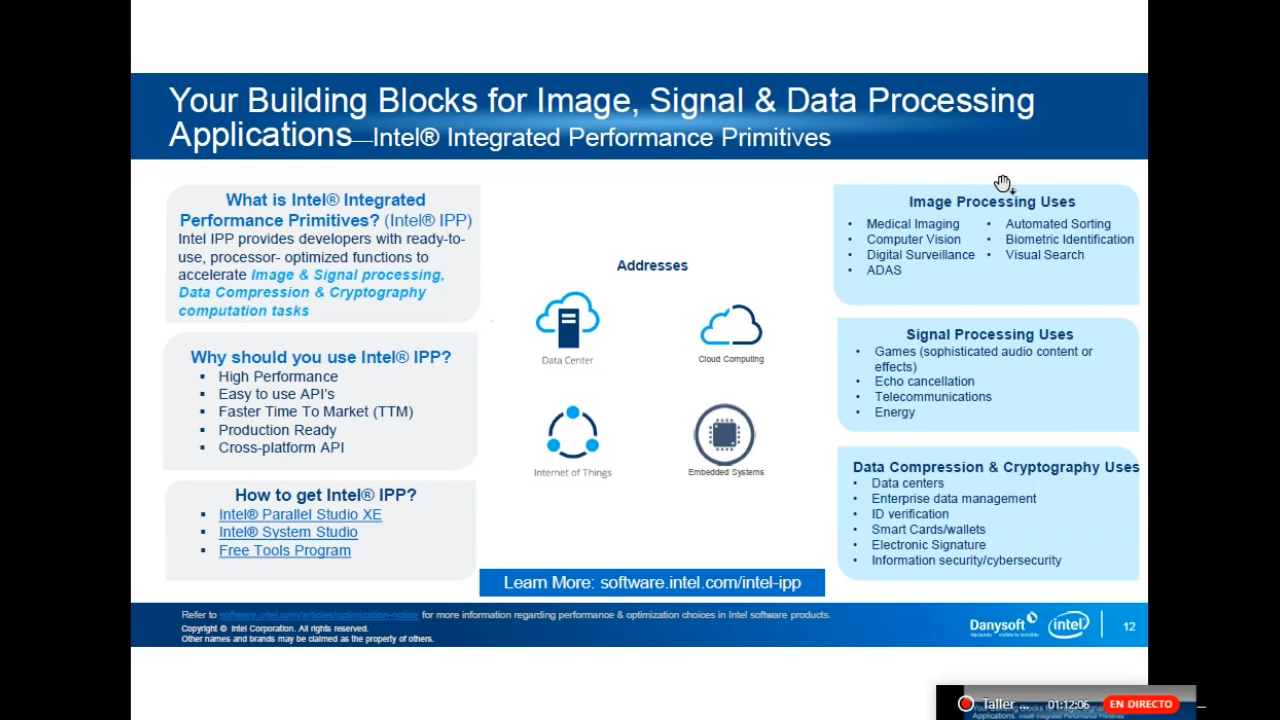 Your Building Blocks for Image, Signal & Data Processing
Applications—Intel® Integrated Performance Primitives
What is Intel® Integrated
Performance Primitives? (Intel® IPP)
Intel IPP provides developers with ready-to-
use, processor- optimized functions to
accelerate Image & Signal processing,
Data Compression & Cryptography
computation tasks
Why should you use Intel® IPP?
▪ High Performance
▪ Easy to use API's
▪ Faster Time To Market (TTM)
▪ Production Ready
▪ Cross-platform API
How to get Intel® IPP?
▪ Intel® Parallel Studio XE
▪ Intel® System Studio
▪ Free Tools Program
Addresses
Data Center
Cloud Computing
Internet of Things
Embedded Systems
Learn More: software.intel.com/intel-ipp
Image Processing Uses
• Medical Imaging
• Computer Vision
• Digital Surveillance
• ADAS
• Automated Sorting
• Biometric Identification
• Visual Search
Signal Processing Uses
• Games (sophisticated audio content or
effects)
• Echo cancellation
• Telecommunications
• Energy
Data Compression & Cryptography Uses
• Data centers
• Enterprise data management
• ID verification
• Smart Cards/wallets
• Electronic Signature
• Information security/cybersecurity
Refer to software.intel.com/articles/optimization-notice for more information regarding performance & optimization choices in Intel software products.
Copyright © Intel Corporation. All rights reserved.
Other names and brands may be claimed as the property of others.
Danysoft
intel
12
Taller ...
01:12:06
EN DIRECTO